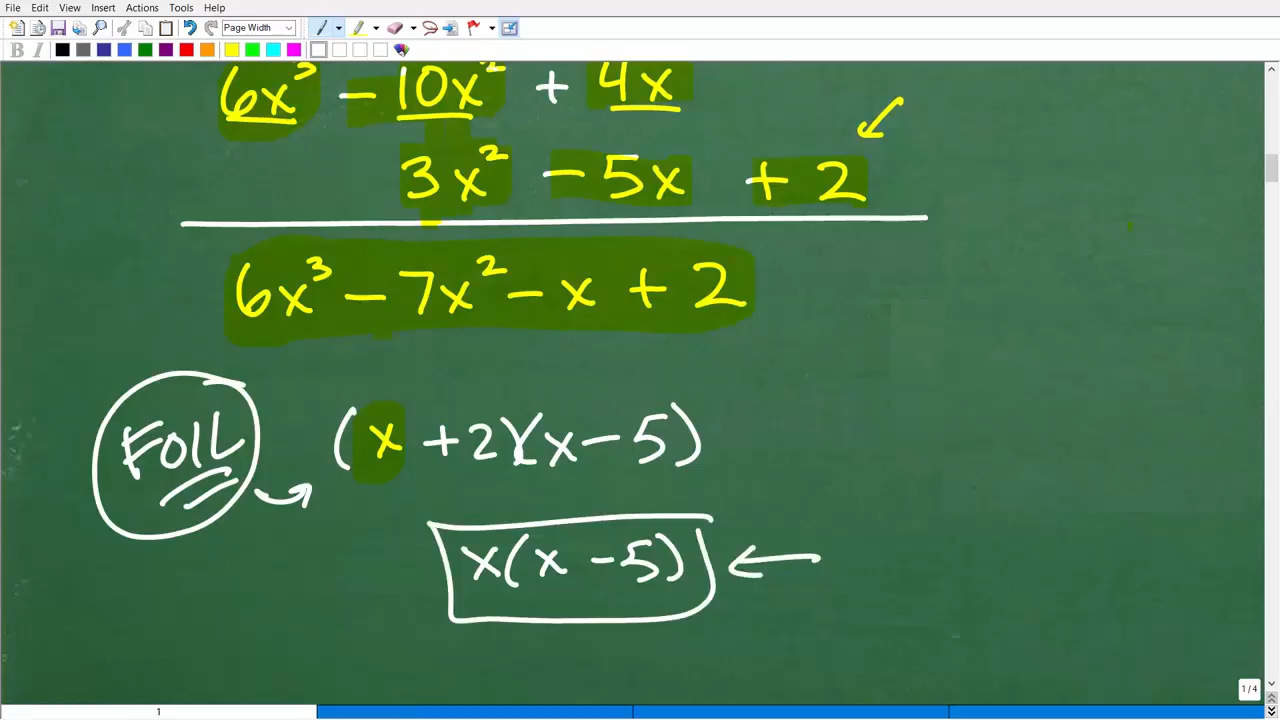 File Edit View Insert Actions Tools Help
Page Width
B I
6x³ - 10x² + 4x
3x² - 5x + 2
6x³ - 7x² - x + 2
FOIL (x + 2)(x - 5)
x(x - 5)
1/4
1